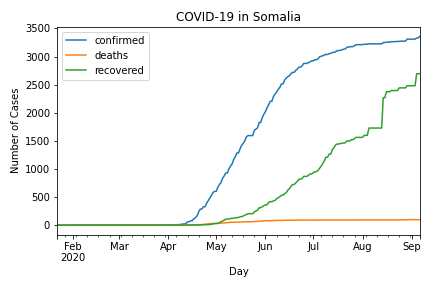 COVID-19 in Somalia
confirmed
deaths
recovered
Number of Cases
3500
3000
2500
2000
1500
1000
500
0
Feb Mar Apr May Jun Jul Aug Sep
2020
Day